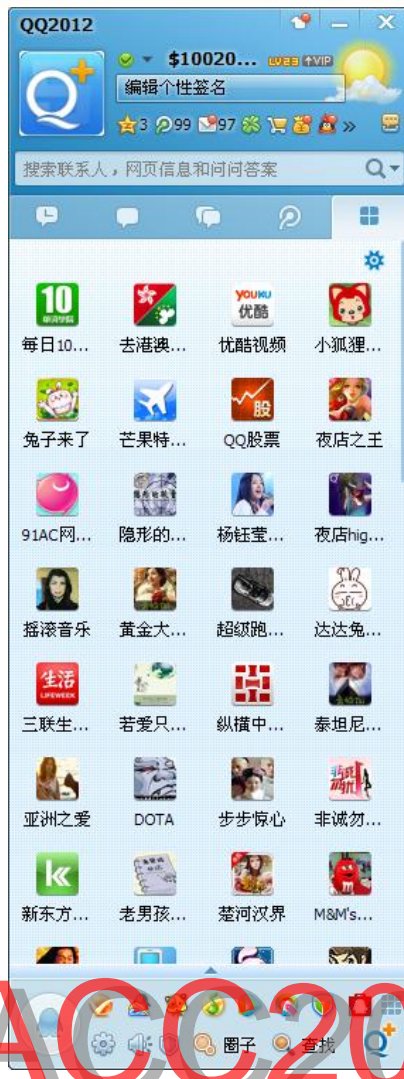 QQ2012
$10020... LV23 VIP
编辑个性签名
3 99 97 »
搜索联系人，网页信息和问问答案
10
YOUKU
优酷
每日10... 去港澳... 优酷视频 小狐狸...
股
兔子来了 芒果特... QQ股票 夜店之王
91AC网... 隐形的... 杨钰莹... 夜店hig...
摇滚音乐 黄金大... 超级跑... 达达兔...
生活
LIFEWEEK
三联生... 若爱只... 纵横中... 泰坦尼...
亚洲之爱 DOTA 步步惊心 非诚勿...
新东方... 老男孩... 楚河汉界 M&M's...
圈子 查找
ACC20